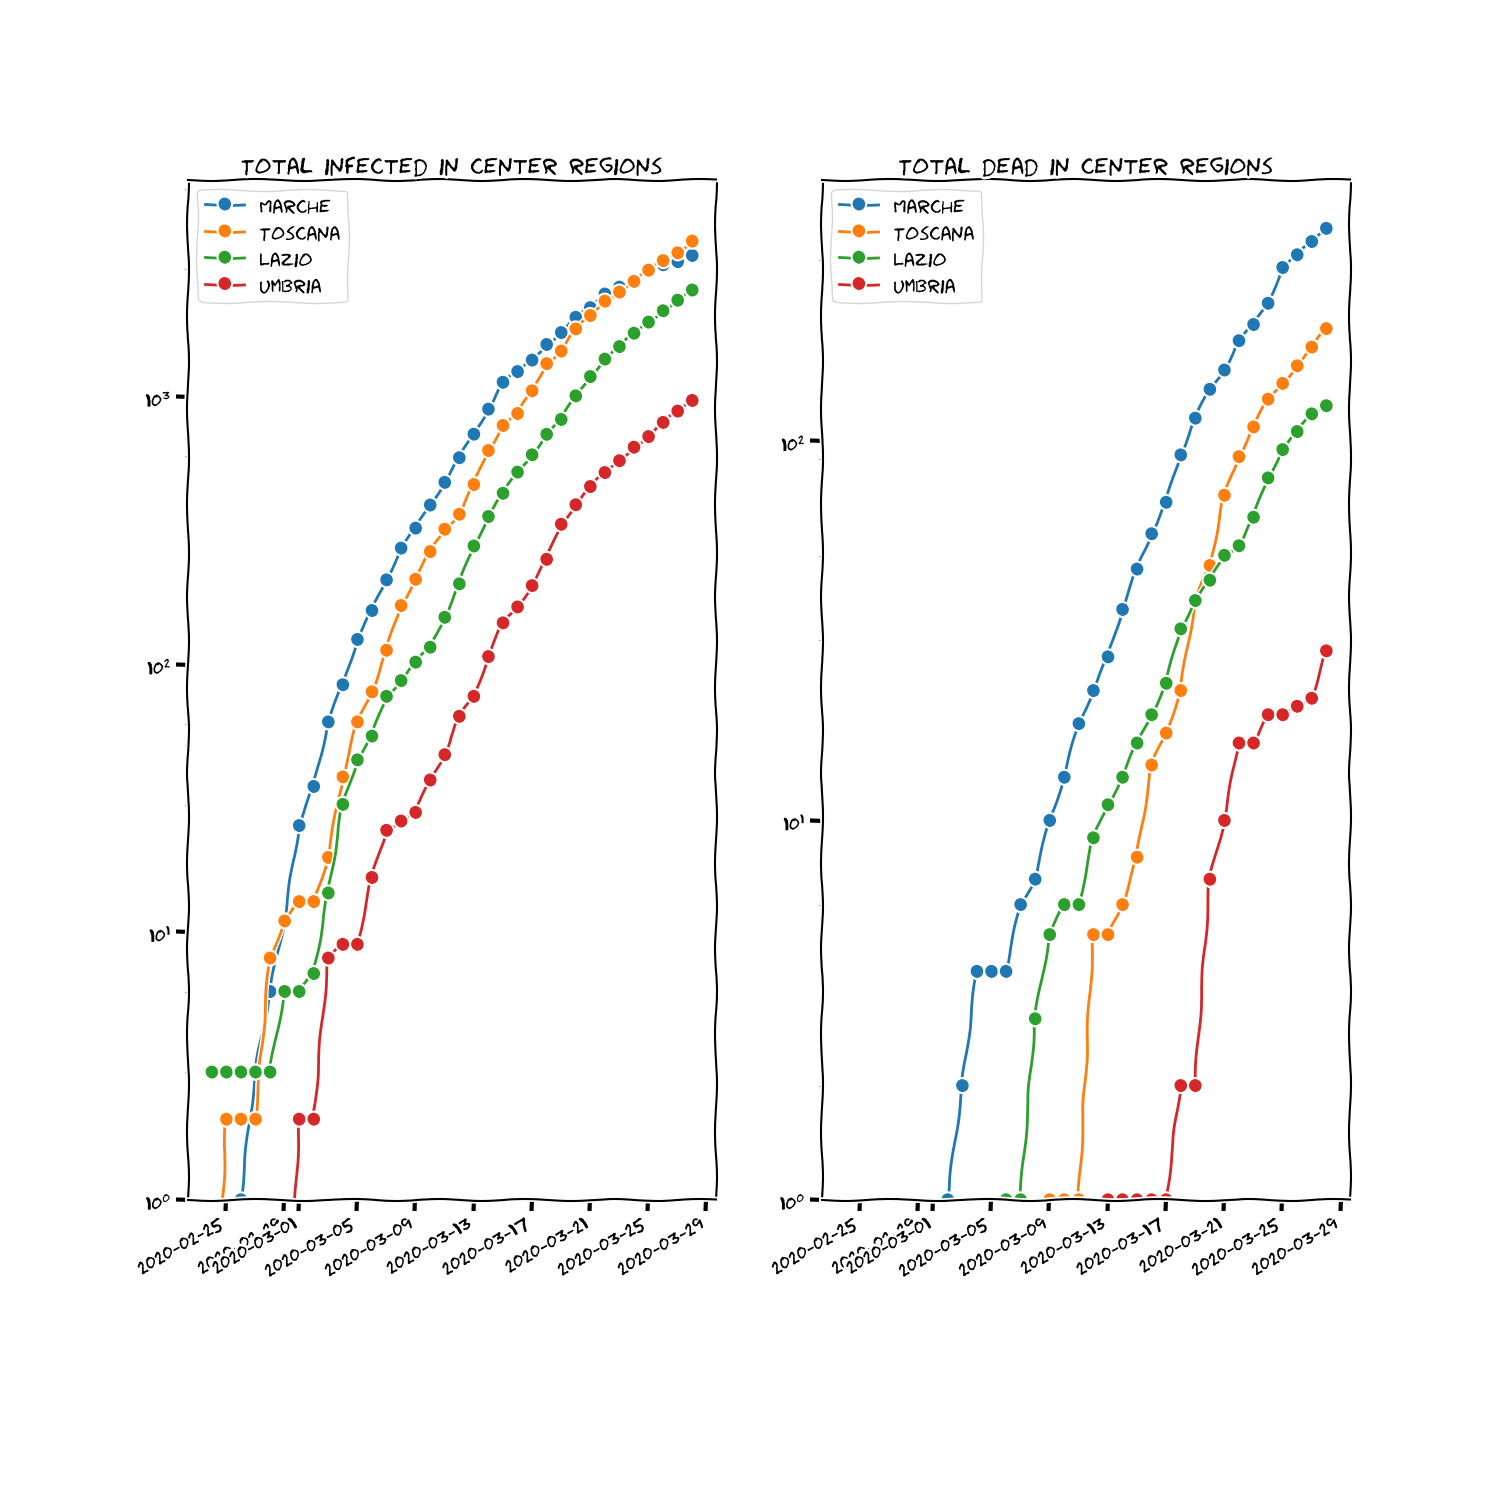 TOTAL INFECTED IN CENTER REGIONS
MARCHE
TOSCANA
LAZIO
UMBRIA
10³
10²
10¹
10⁰
2020-02-25
2020-03-01
2020-03-05
2020-03-09
2020-03-13
2020-03-17
2020-03-21
2020-03-25
2020-03-29
TOTAL DEAD IN CENTER REGIONS
MARCHE
TOSCANA
LAZIO
UMBRIA
10²
10¹
10⁰
2020-02-25
2020-03-01
2020-03-05
2020-03-09
2020-03-13
2020-03-17
2020-03-21
2020-03-25
2020-03-29